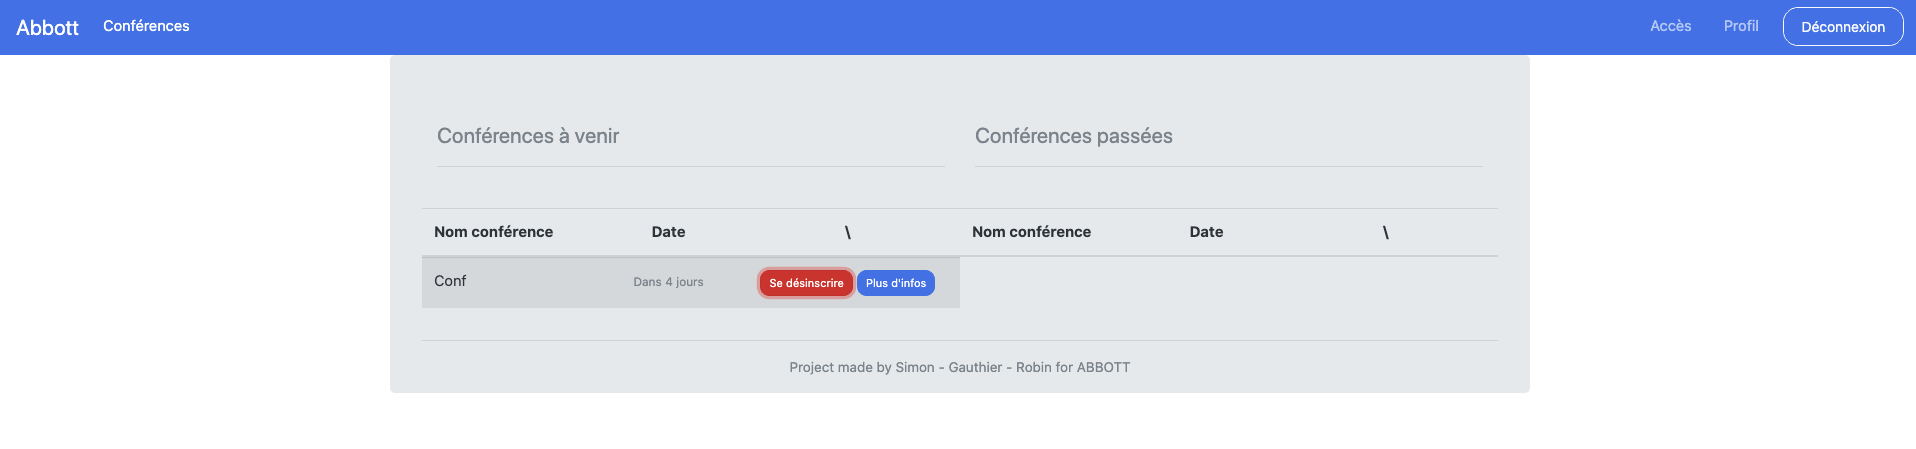 Abbott Conférences Accès Profil Déconnexion
Conférences à venir Conférences passées
Nom conférence Date \ Nom conférence Date \
Conf Dans 4 jours Se désinscrire Plus d'infos
Project made by Simon - Gauthier - Robin for ABBOTT